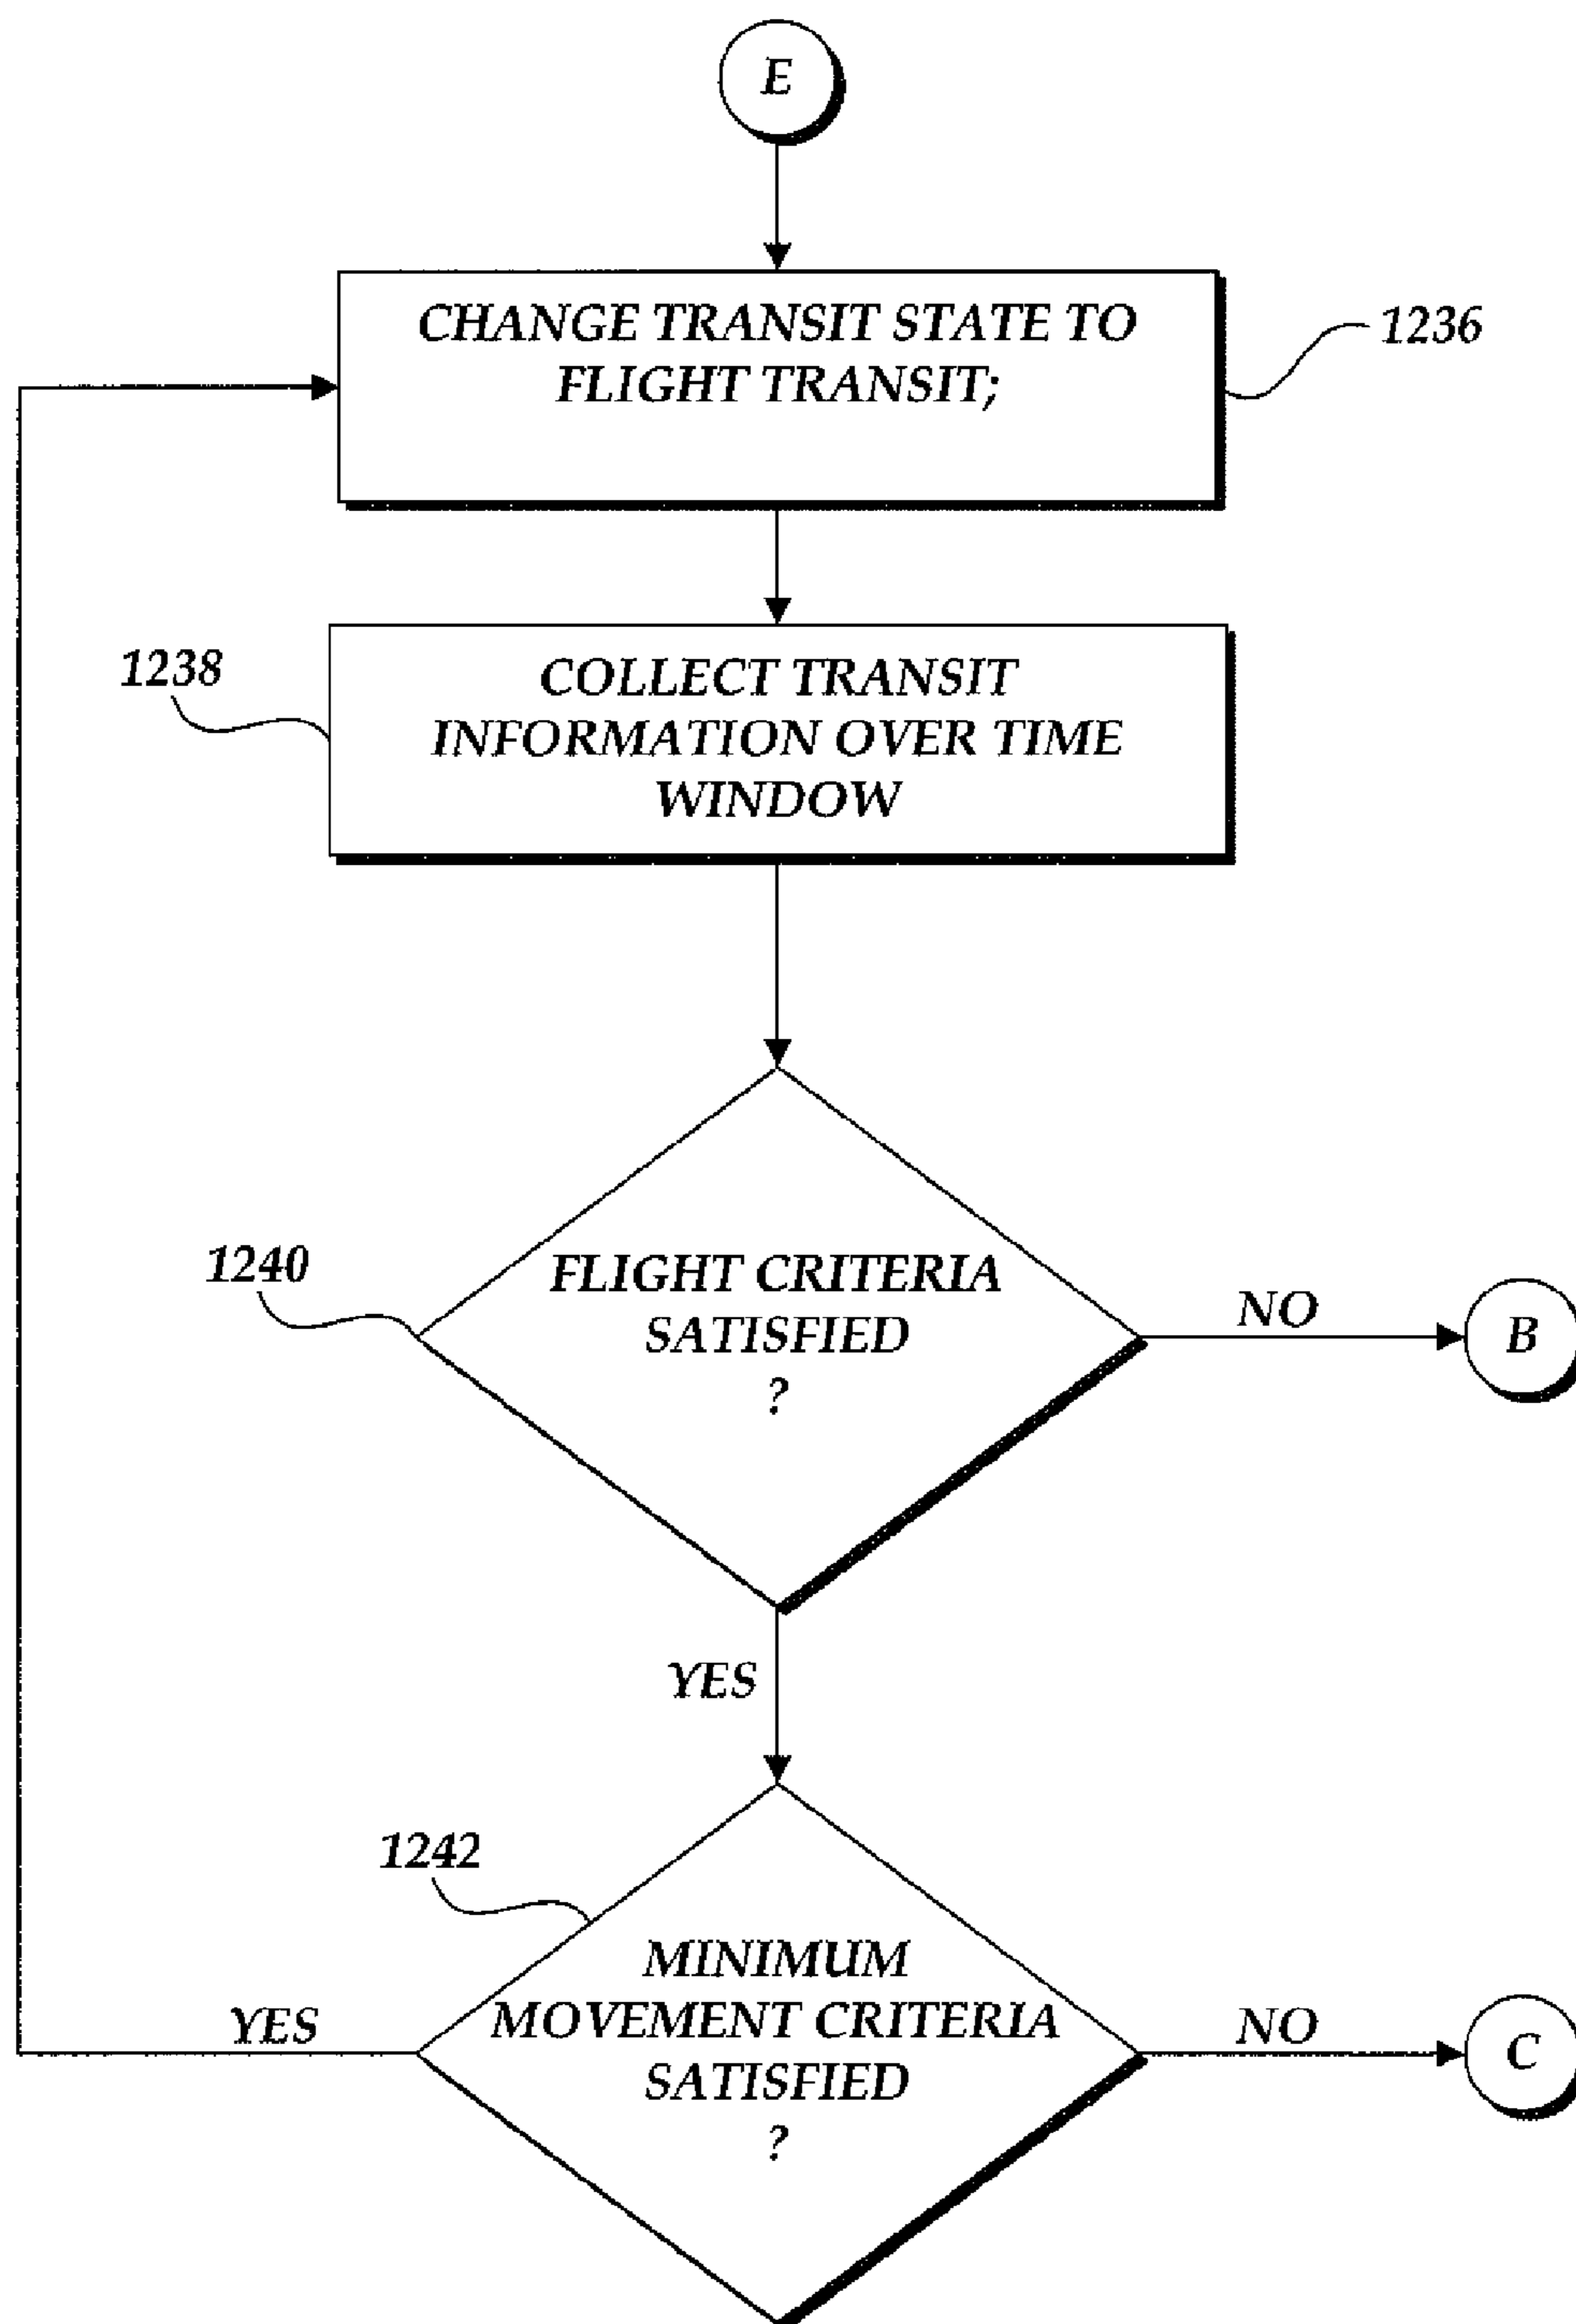 E
CHANGE TRANSIT STATE TO
FLIGHT TRANSIT;
1236
1238
COLLECT TRANSIT
INFORMATION OVER TIME
WINDOW
1240
FLIGHT CRITERIA
SATISFIED
?
NO
B
YES
1242
MINIMUM
MOVEMENT CRITERIA
SATISFIED
?
YES
NO
C